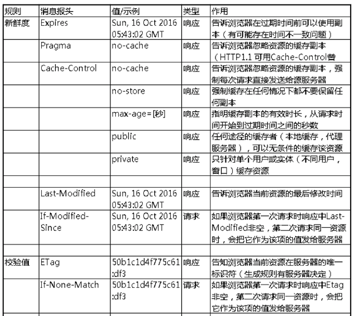 规则 消息报头 值/示例 类型 作用
新鲜度 Expires Sun, 16 Oct 2016 响应 告诉浏览器在过期时间前可以使用副
05:43:02 GMT 本（有可能存在时间不一致问题）
Pragma no-cache 响应 告诉浏览器忽略资源的缓存副本
（HTTP1.1 可用Cache-Control替
Cache-Control no-cache 响应 告诉浏览器忽略资源的缓存副本，强
制每次请求直接发送给源服务器
no-store 响应 强制缓存在任何情况下都不要保留任
何副本
max-age=[秒] 响应 指明缓存副本的有效时长，从请求时
间开始到过期时间之间的秒数
public 响应 任何途径的缓存者（本地缓存，代理
服务器），可以无条件的缓存该资源
private 响应 只针对单个用户或实体（不同用户，
窗口）缓存资源
Last-Modified Sun, 16 Oct 2016 响应 告诉浏览器当前资源的最后修改时间
05:43:02 GMT
If-Modified- Sun, 16 Oct 2016 请求 如果浏览器第一次请求时响应中Last-
Since 05:43:02 GMT Modified非空，第二次请求同一资源
时，会把它作为该项的值发给服务器
校验值 ETag 50b1c1d4f775c61 响应 告知浏览器当前资源在服务器的唯一
:df3 标识符（生成规则有服务器决定）
If-None-Match 50b1c1d4f775c61 请求 如果浏览器第一次请求时响应中Etag
:df3 非空，第二次请求同一资源时，会把
它作为该项的值发给服务器